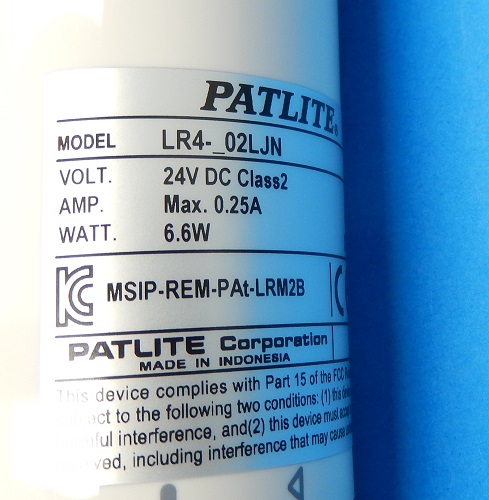 PATLITE®
MODEL LR4-_02LJN
VOLT. 24V DC Class2
AMP. Max. 0.25A
WATT. 6.6W
KC MSIP-REM-PAt-LRM2B
PATLITE Corporation
MADE IN INDONESIA
This device complies with Part 15 of the FCC
to the following two conditions: (1) this
interference, and(2) this device must
including interference that may cause